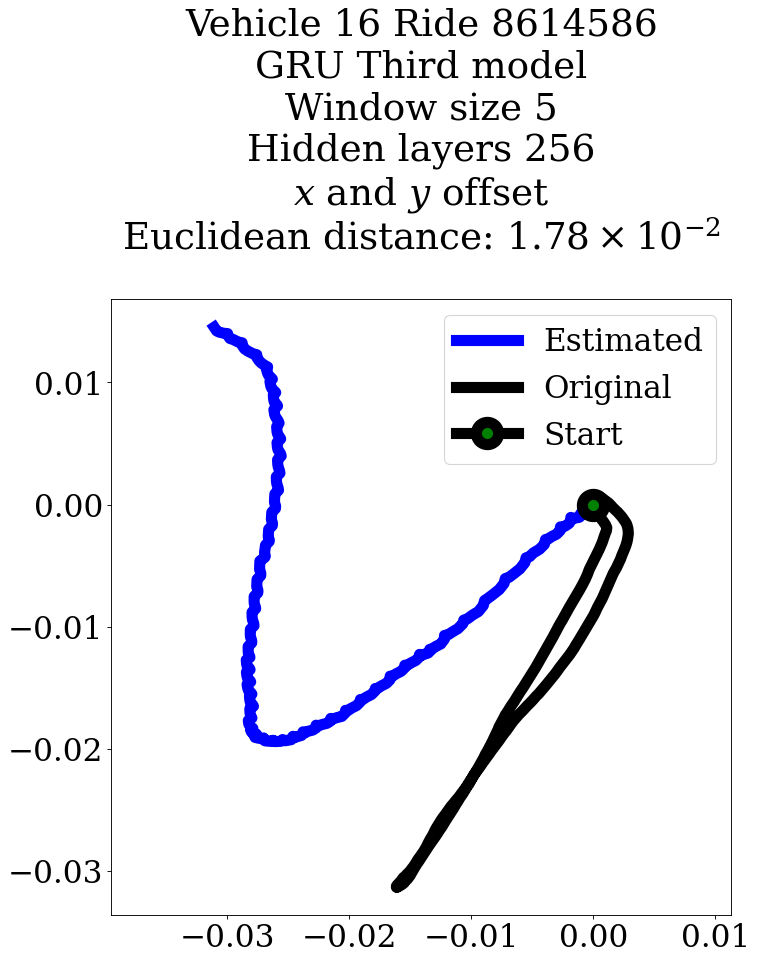 Vehicle 16 Ride 8614586
GRU Third model
Window size 5
Hidden layers 256
x and y offset
Euclidean distance: 1.78 × 10⁻²
Estimated
Original
Start
0.01
0.00
−0.01
−0.02
−0.03
−0.03 −0.02 −0.01 0.00 0.01